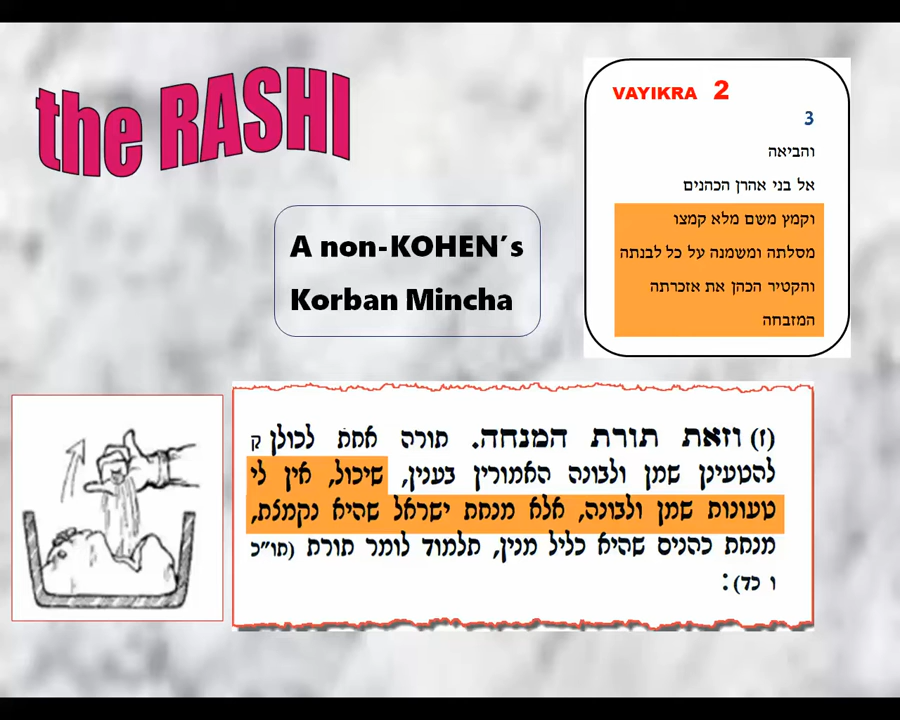 the RASHI
VAYIKRA 2
3
והביאה
אל בני אהרן הכהנים
וקמץ משם מלא קמצו
מסלתה ומשמנה על כל לבנתה
והקטיר הכהן את אזכרתה
המזבחה
A non-KOHEN's
Korban Mincha
(ז) וזאת תורת המנחה. תורה אחת לכולן ק
להטעינן שמן ולבונה האמורין בענין, שיכול, אין לי
טעונות שמן ולבונה, אלא מנחת ישראל שהיא נקמצת,
מנחת כהנים שהיא כליל מנין, תלמוד לומר תורת (תו"כ
ו כד):